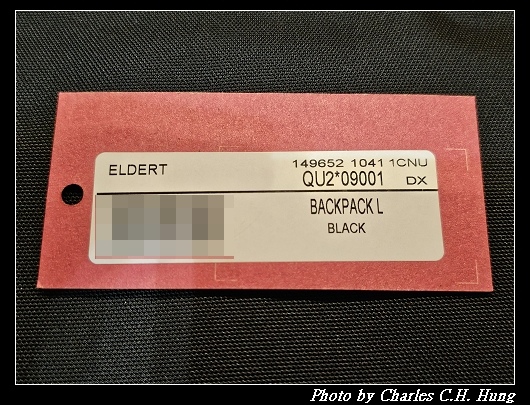 ELDERT
149652 1041 1CNU
QU2*09001 DX
BACKPACK L
BLACK
Photo by Charles C.H. Hung